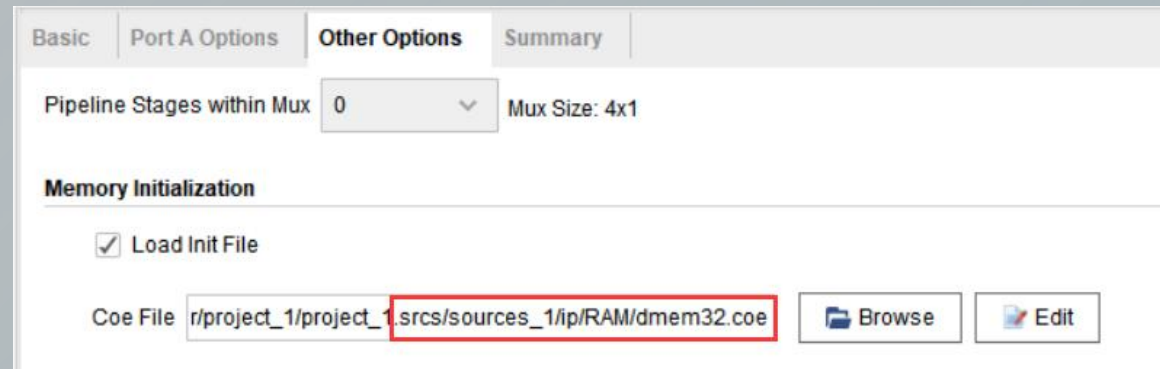 Basic Port A Options Other Options Summary
Pipeline Stages within Mux 0 Mux Size: 4x1
Memory Initialization
Load Init File
Coe File r/project_1/project_1.srcs/sources_1/ip/RAM/dmem32.coe Browse Edit